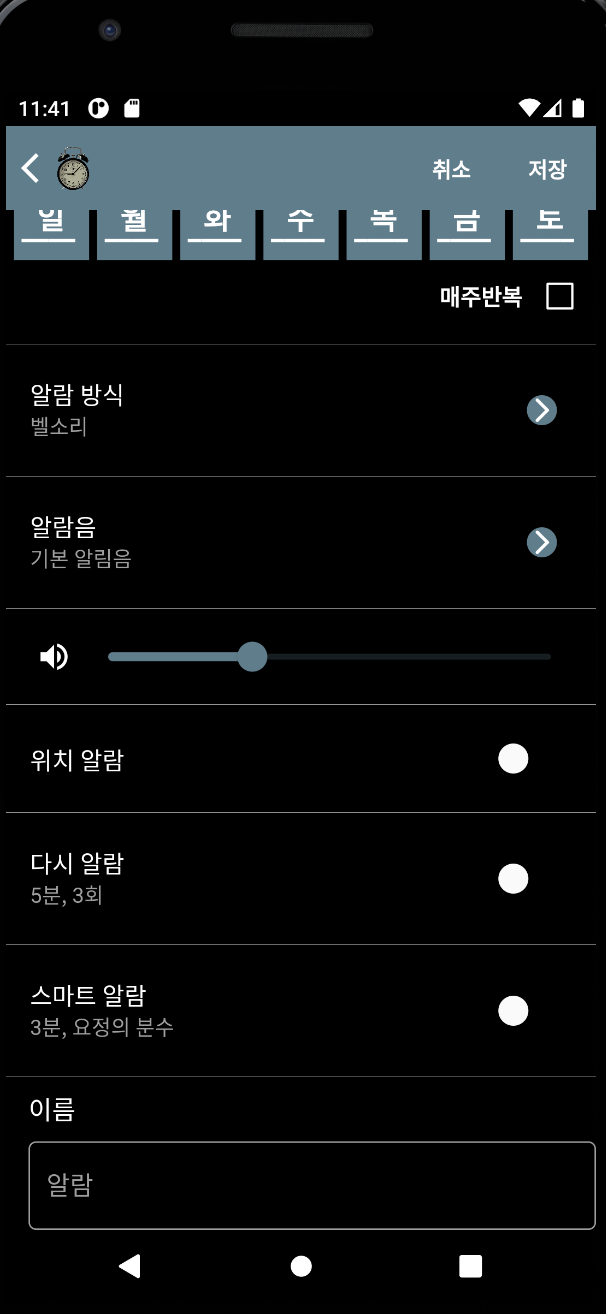 11:41
취소 저장
일 월 화 수 목 금 토
매주반복
알람 방식
벨소리
알람음
기본 알림음
위치 알람
다시 알람
5분, 3회
스마트 알람
3분, 요정의 분수
이름
알람